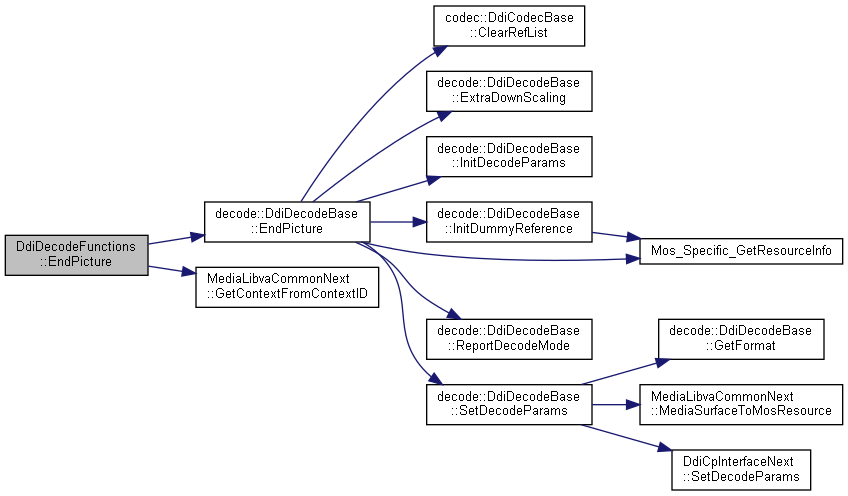 codec::DdiCodecBase
::ClearRefList
decode::DdiDecodeBase
::ExtraDownScaling
decode::DdiDecodeBase
::InitDecodeParams
decode::DdiDecodeBase
::EndPicture
decode::DdiDecodeBase
::InitDummyReference
DdiDecodeFunctions
::EndPicture
Mos_Specific_GetResourceInfo
MediaLibvaCommonNext
::GetContextFromContextID
decode::DdiDecodeBase
::ReportDecodeMode
decode::DdiDecodeBase
::GetFormat
decode::DdiDecodeBase
::SetDecodeParams
MediaLibvaCommonNext
::MediaSurfaceToMosResource
DdiCpInterfaceNext
::SetDecodeParams